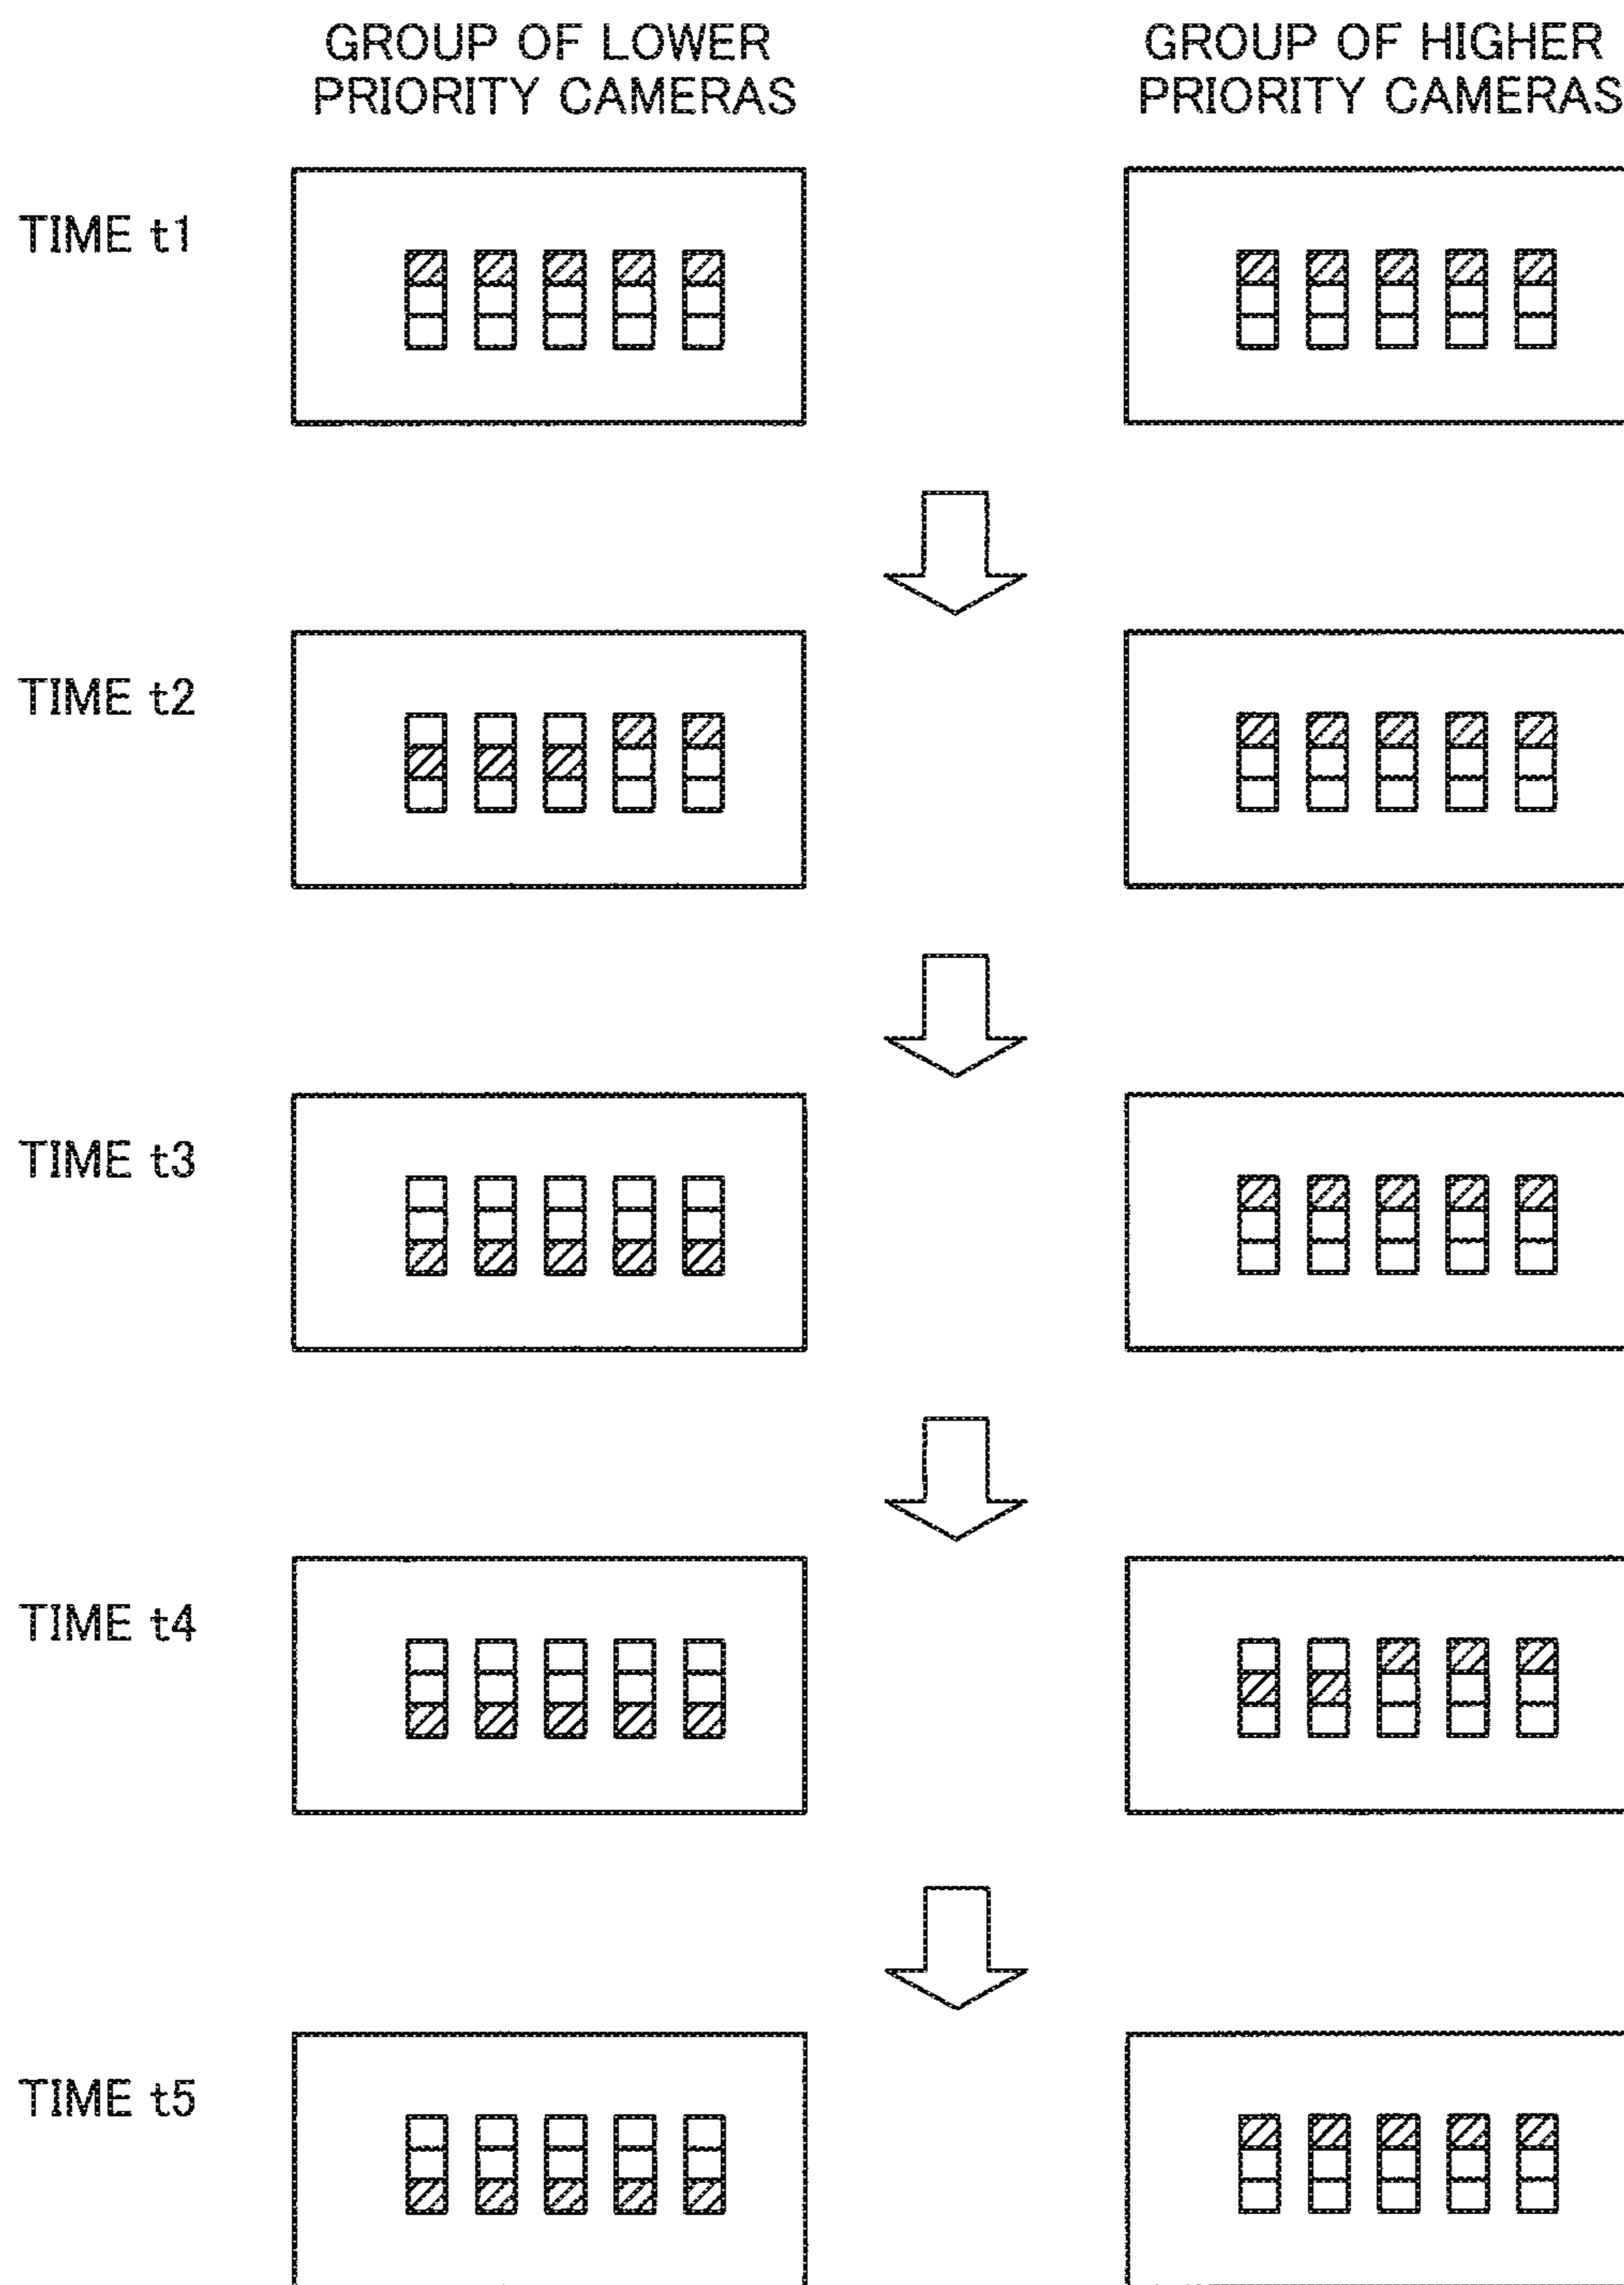 GROUP OF LOWER
PRIORITY CAMERAS
GROUP OF HIGHER
PRIORITY CAMERAS
TIME t1
TIME t2
TIME t3
TIME t4
TIME t5